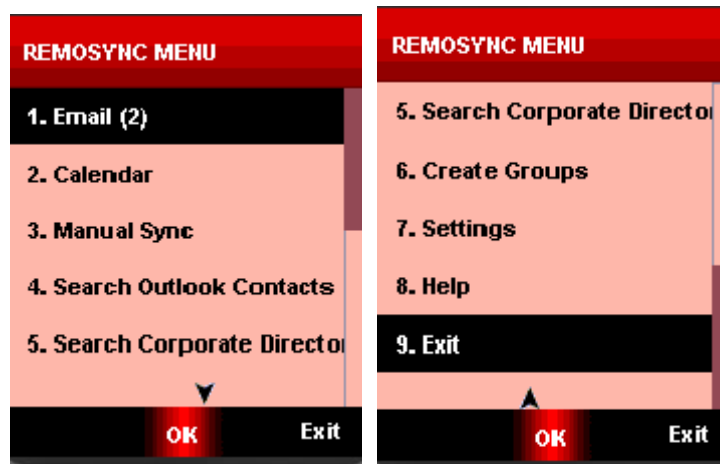 REMOSYNC MENU
1. Email (2)
2. Calendar
3. Manual Sync
4. Search Outlook Contacts
5. Search Corporate Director
OK Exit
REMOSYNC MENU
5. Search Corporate Director
6. Create Groups
7. Settings
8. Help
9. Exit
OK Exit